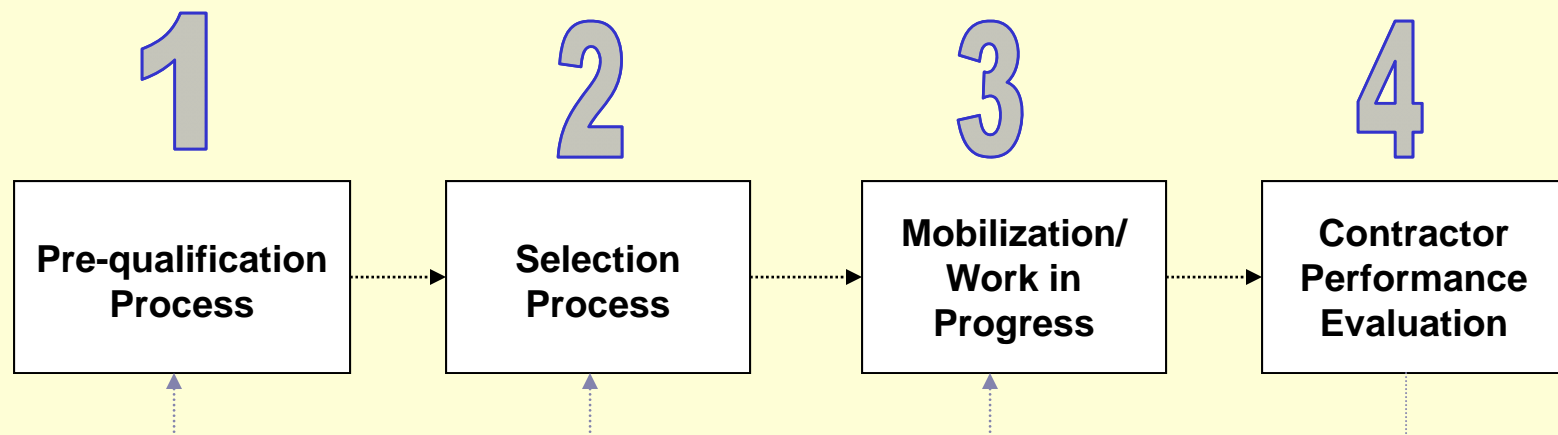 1
2
3
4
Pre-qualification
Process
Selection
Process
Mobilization/
Work in
Progress
Contractor
Performance
Evaluation